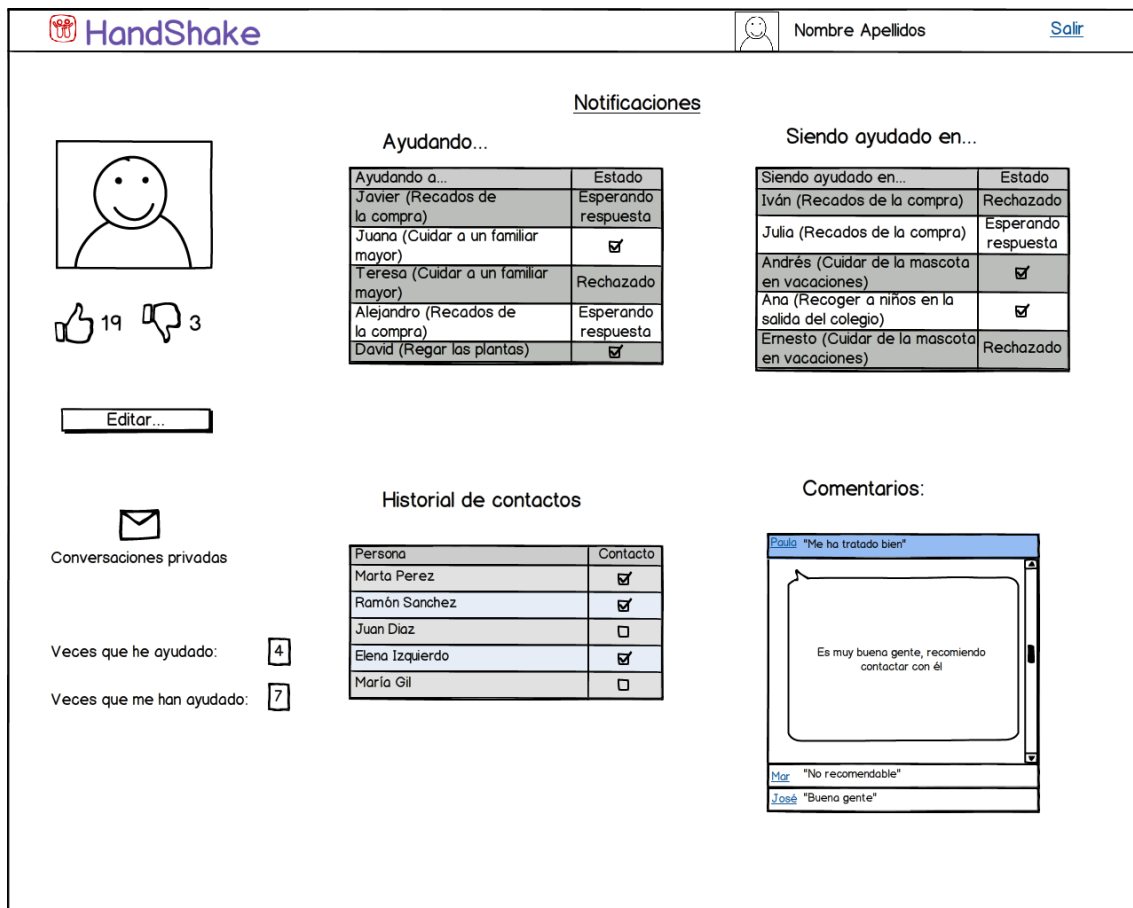 HandShake
Nombre Apellidos
Salir
Notificaciones
Ayudando...
Ayudando a...
Estado
Javier (Recados de
la compra)
Esperando
respuesta
Juana (Cuidar a un familiar
mayor)
Teresa (Cuidar a un familiar
mayor)
Rechazado
Alejandro (Recados de
la compra)
Esperando
respuesta
David (Regar las plantas)
Siendo ayudado en...
Siendo ayudado en...
Estado
Iván (Recados de la compra)
Rechazado
Julia (Recados de la compra)
Esperando
respuesta
Andrés (Cuidar de la mascota
en vacaciones)
Ana (Recoger a niños en la
salida del colegio)
Ernesto (Cuidar de la mascota
en vacaciones)
Rechazado
19
3
Editar...
Conversaciones privadas
Veces que he ayudado:
4
Veces que me han ayudado:
7
Historial de contactos
Persona
Contacto
Marta Perez
Ramón Sanchez
Juan Diaz
Elena Izquierdo
María Gil
Comentarios:
Paula "Me ha tratado bien"
Es muy buena gente, recomiendo
contactar con él
Mar "No recomendable"
José "Buena gente"